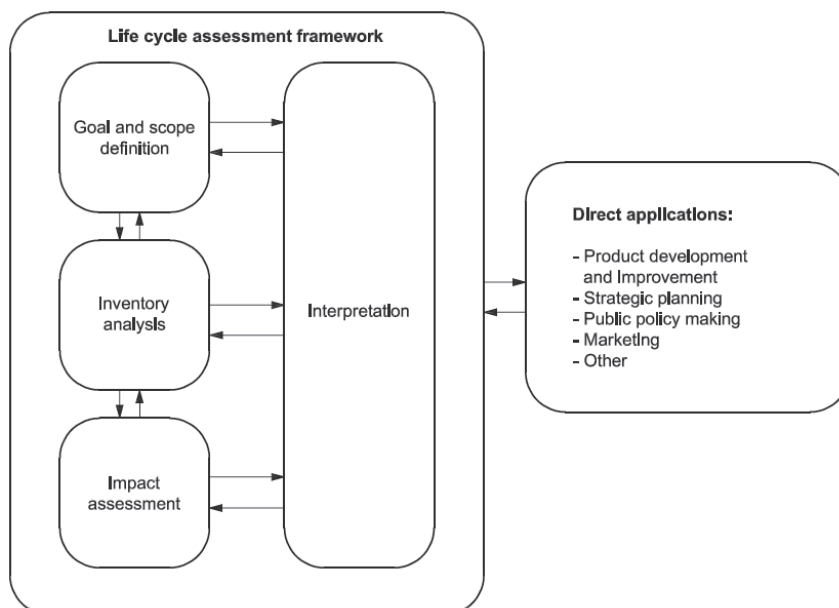 Life cycle assessment framework
Goal and scope
definition
Inventory
analysis
Impact
assessment
Interpretation
Direct applications:
- Product development
and Improvement
- Strategic planning
- Public policy making
- Marketing
- Other